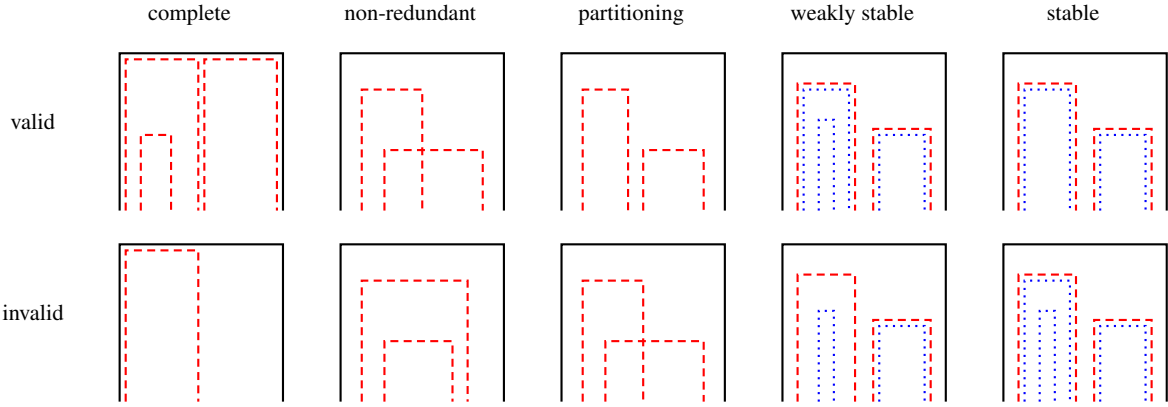 complete
non-redundant
partitioning
weakly stable
stable
valid
invalid